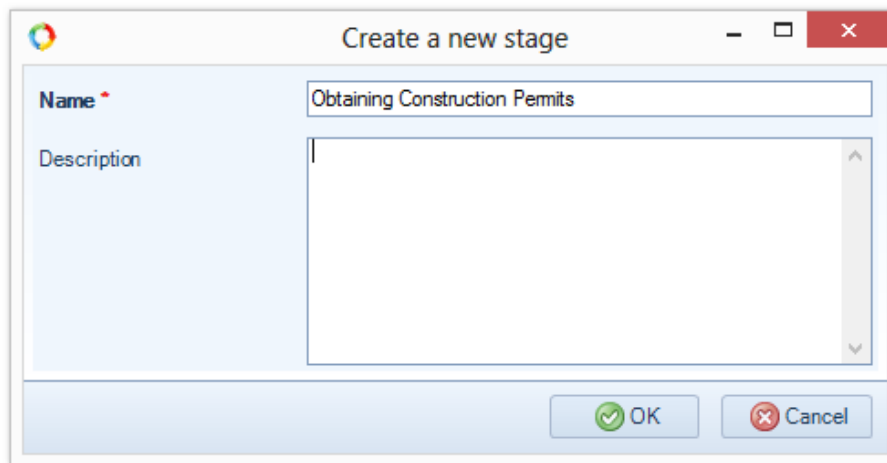 Create a new stage
Name *
Obtaining Construction Permits
Description
OK
Cancel